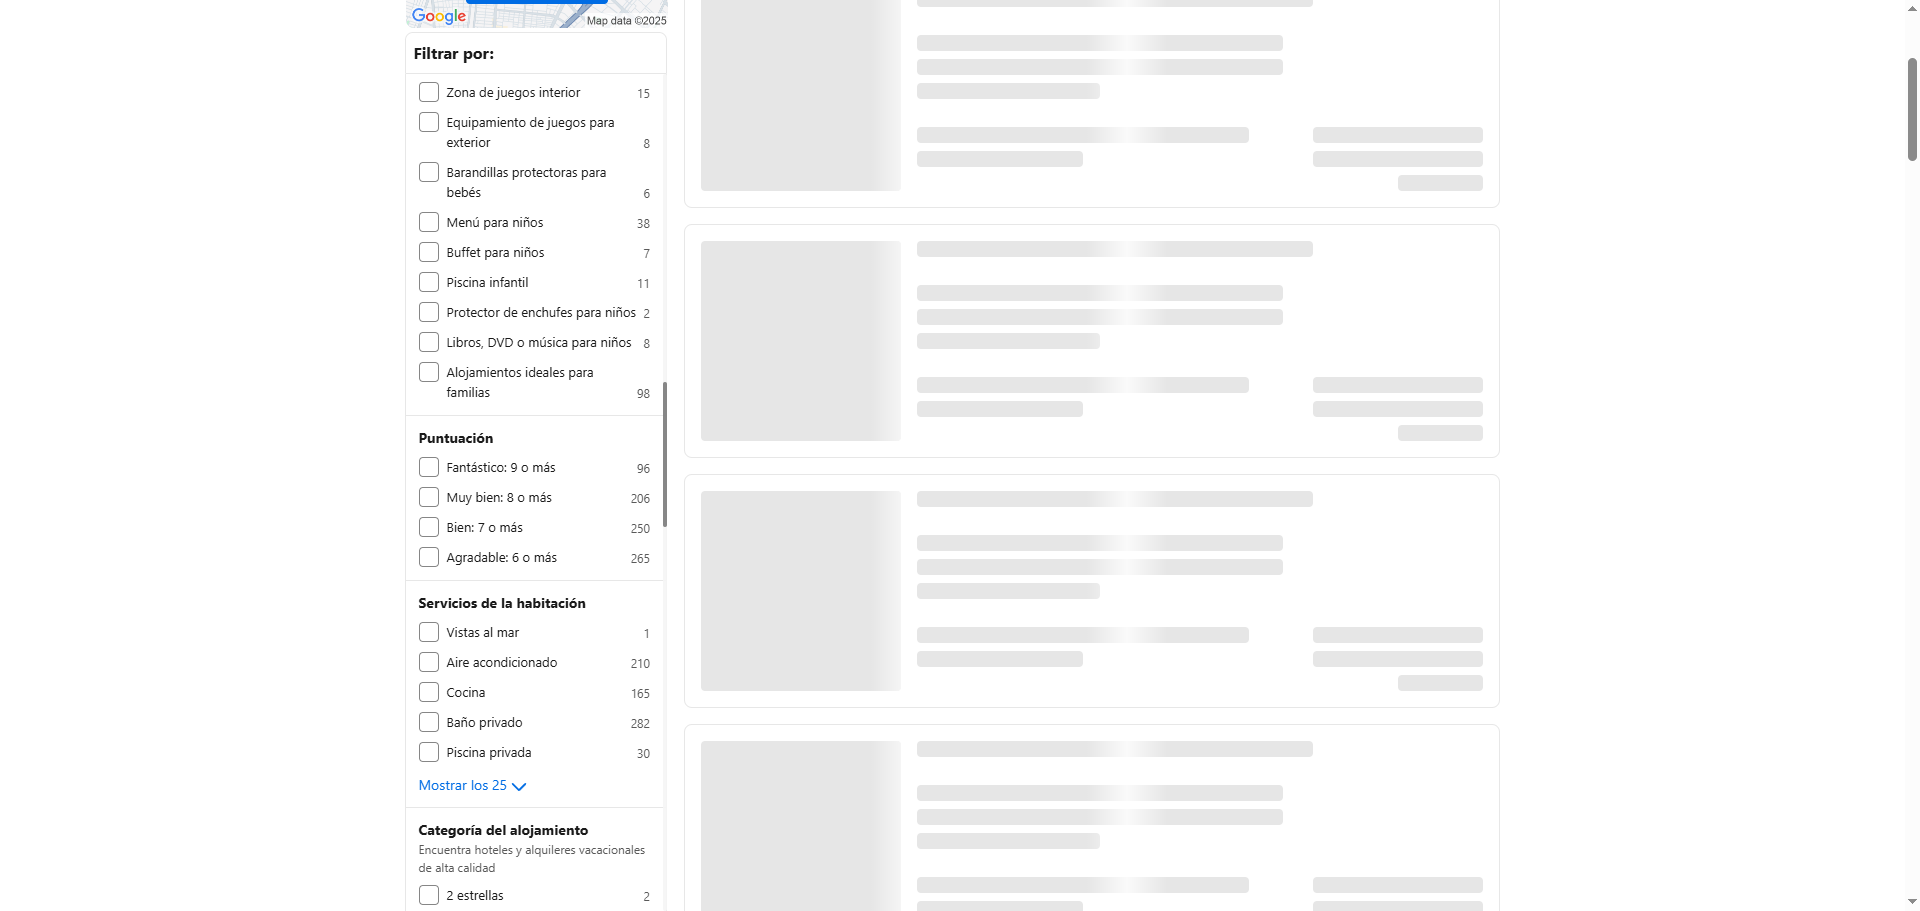 Google
Map data ©2025
Filtrar por:
Zona de juegos interior 15
Equipamiento de juegos para
exterior 8
Barandillas protectoras para
bebés 6
Menú para niños 38
Buffet para niños 7
Piscina infantil 11
Protector de enchufes para niños 2
Libros, DVD o música para niños 8
Alojamientos ideales para
familias 98
Puntuación
Fantástico: 9 o más 96
Muy bien: 8 o más 206
Bien: 7 o más 250
Agradable: 6 o más 265
Servicios de la habitación
Vistas al mar 1
Aire acondicionado 210
Cocina 165
Baño privado 282
Piscina privada 30
Mostrar los 25
Categoría del alojamiento
Encuentra hoteles y alquileres vacacionales
de alta calidad
2 estrellas 2